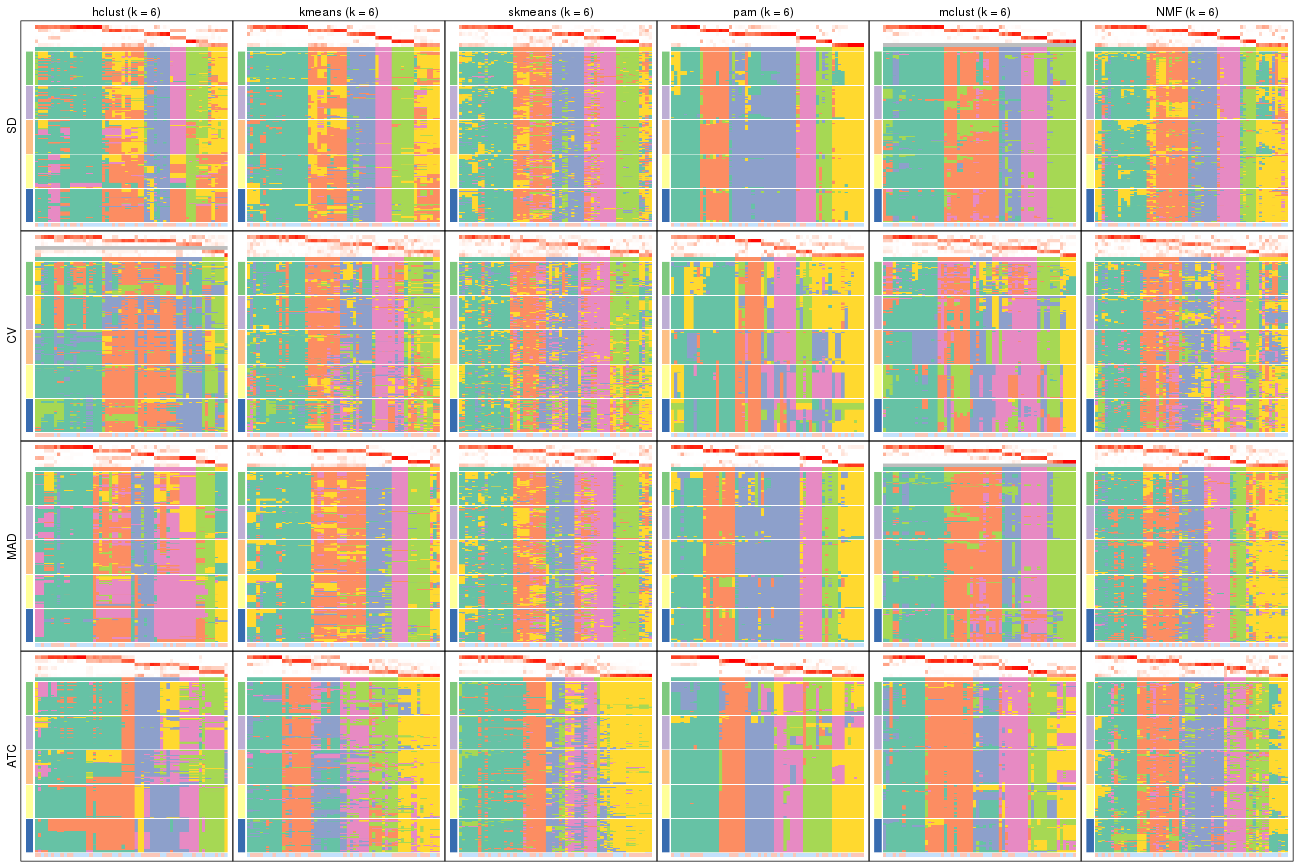 hclust (k = 6) kmeans (k = 6) skmeans (k = 6) pam (k = 6) mclust (k = 6) NMF (k = 6)
SD
CV
MAD
ATC